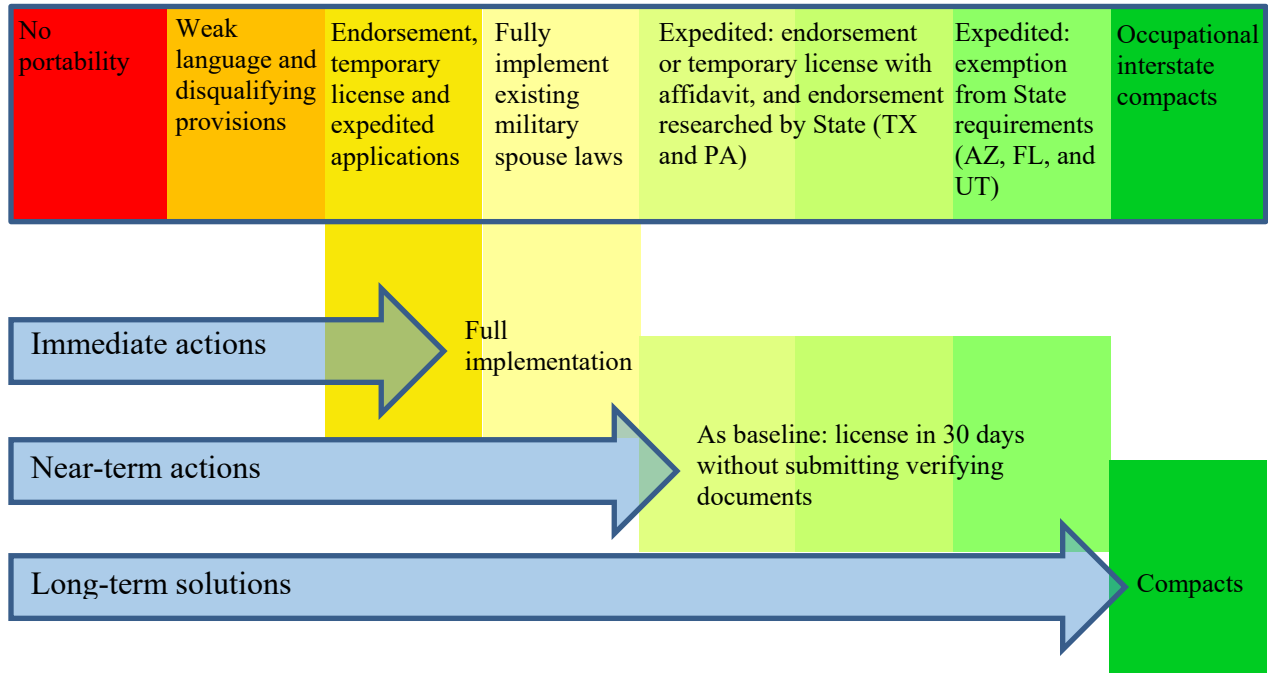 No
portability
Weak
language and
disqualifying
provisions
Endorsement,
temporary
license and
expedited
applications
Fully
implement
existing
military
spouse laws
Expedited: endorsement
or temporary license with
affidavit, and endorsement
researched by State (TX
and PA)
Expedited:
exemption
from State
requirements
(AZ, FL, and
UT)
Occupational
interstate
compacts
Immediate actions
Full
implementation
Near-term actions
As baseline: license in 30 days
without submitting verifying
documents
Long-term solutions
Compacts